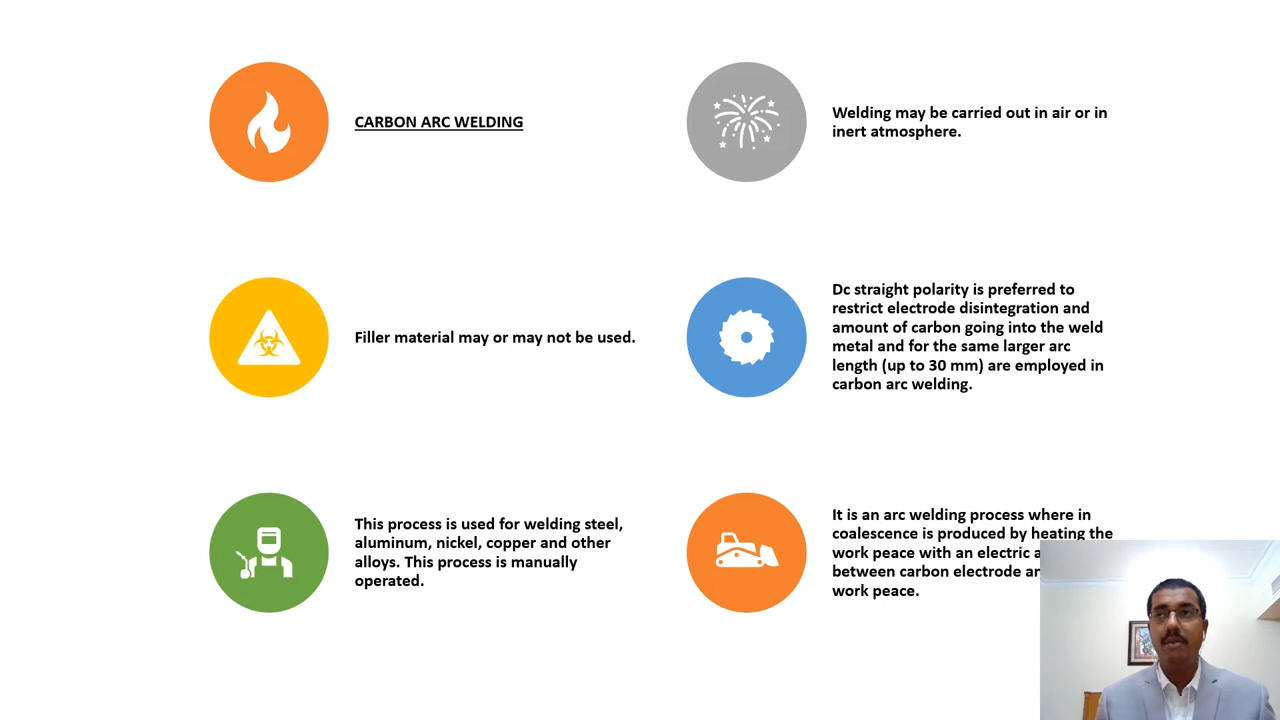 CARBON ARC WELDING
Welding may be carried out in air or in
inert atmosphere.
Filler material may or may not be used.
Dc straight polarity is preferred to
restrict electrode disintegration and
amount of carbon going into the weld
metal and for the same larger arc
length (up to 30 mm) are employed in
carbon arc welding.
This process is used for welding steel,
aluminum, nickel, copper and other
alloys. This process is manually
operated.
It is an arc welding process where in
coalescence is produced by heating the
work peace with an electric
between carbon electrode
work peace.